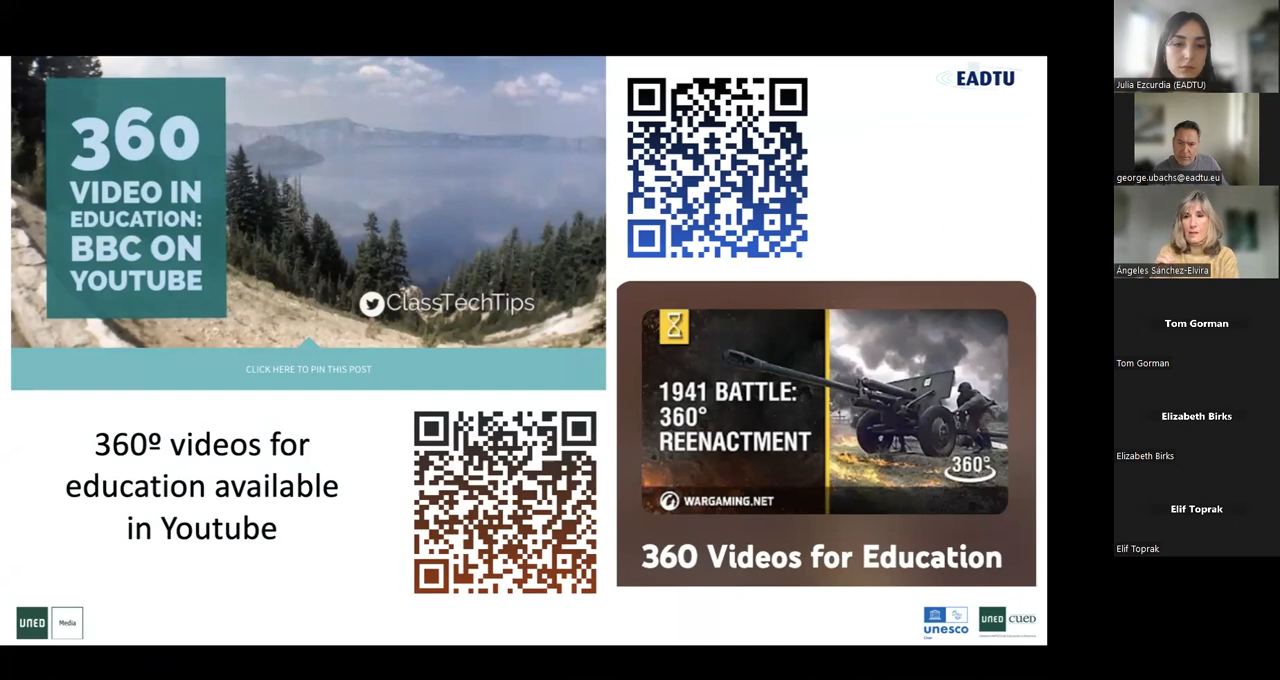 360
VIDEO IN
EDUCATION:
BBC ON
YOUTUBE
ClassTechTips
CLICK HERE TO PIN THIS POST
EADTU
360º videos for
education available
in Youtube
1941 BATTLE:
360°
REENACTMENT
360°
WARGAMING.NET
360 Videos for Education
UNED
Media
unesco
Chair
UNED
CUED
Julia Ezcurdia (EADTU)
george.ubachs@eadtu.eu
Ángeles Sánchez-Elvira
Tom Gorman
Tom Gorman
Elizabeth Birks
Elizabeth Birks
Elif Toprak
Elif Toprak